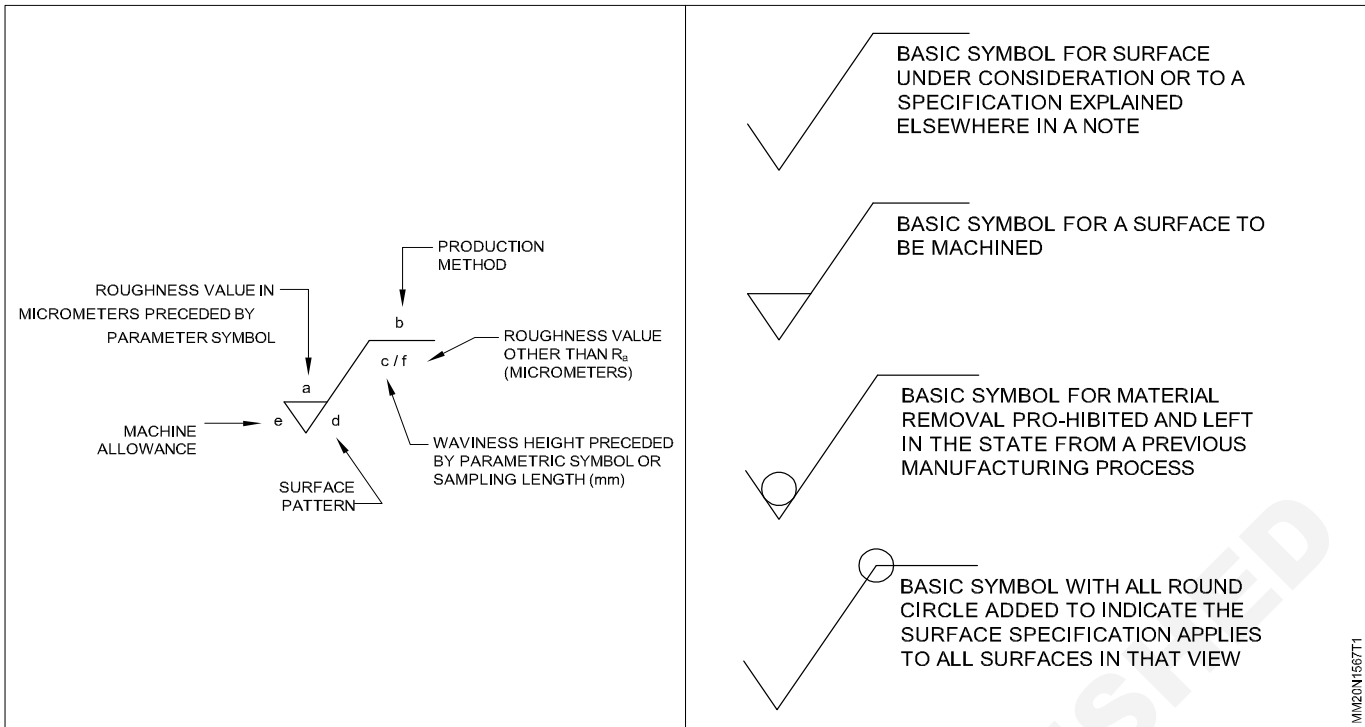 PRODUCTION
METHOD
ROUGHNESS VALUE IN
MICROMETERS PRECEDED BY
PARAMETER SYMBOL
b
ROUGHNESS VALUE
OTHER THAN Ra
(MICROMETERS)
c / f
a
e
d
MACHINE
ALLOWANCE
WAVINESS HEIGHT PRECEDED
BY PARAMETRIC SYMBOL OR
SAMPLING LENGTH (mm)
SURFACE
PATTERN
BASIC SYMBOL FOR SURFACE
UNDER CONSIDERATION OR TO A
SPECIFICATION EXPLAINED
ELSEWHERE IN A NOTE
BASIC SYMBOL FOR A SURFACE TO
BE MACHINED
BASIC SYMBOL FOR MATERIAL
REMOVAL PRO-HIBITED AND LEFT
IN THE STATE FROM A PREVIOUS
MANUFACTURING PROCESS
BASIC SYMBOL WITH ALL ROUND
CIRCLE ADDED TO INDICATE THE
SURFACE SPECIFICATION APPLIES
TO ALL SURFACES IN THAT VIEW
MM20N1567T1